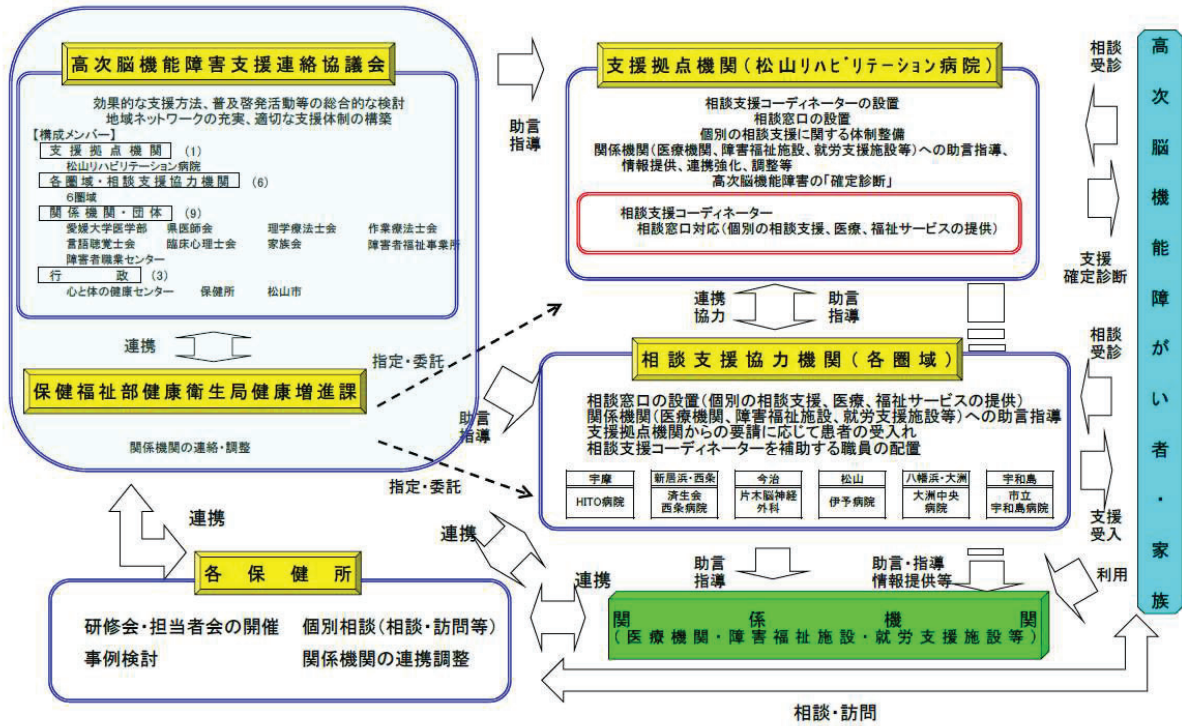 高次脳機能障害支援連絡協議会
効果的な支援方法、普及啓発活動等の総合的な検討
地域ネットワークの充実、適切な支援体制の構築
【構成メンバー】
支援拠点機関 (1)
松山リハビリテーション病院
各圏域・相談支援協力機関 (6)
6圏域
関係機関・団体 (9)
愛媛大学医学部 県医師会 理学療法士会 作業療法士会
言語聴覚士会 臨床心理士会 家族会 障害者福祉事業所
障害者職業センター
行政 (3)
心と体の健康センター 保健所 松山市
連携
保健福祉部健康衛生局健康増進課
関係機関の連絡・調整
助言
指導
支援拠点機関(松山リハビリテーション病院)
相談支援コーディネーターの設置
相談窓口の設置
個別の相談支援に関する体制整備
関係機関(医療機関、障害福祉施設、就労支援施設等)への助言指導、
情報提供、連携強化、調整等
高次脳機能障害の「確定診断」
相談支援コーディネーター
相談窓口対応(個別の相談支援、医療、福祉サービスの提供)
相談
受診
支援
確定診断
高次脳機能障がい者・家族
連携
協力
助言
指導
指定・委託
助言
指導
指定・委託
相談支援協力機関(各圏域)
相談窓口の設置(個別の相談支援、医療、福祉サービスの提供)
関係機関(医療機関、障害福祉施設、就労支援施設等)への助言指導
支援拠点機関からの要請に応じて患者の受入れ
相談支援コーディネーターを補助する職員の配置
宇摩 新居浜・西条 今治 松山 八幡浜・大洲 宇和島
HITO病院 済生会 片木脳神経 伊予病院 大洲中央 市立
西条病院 外科 病院 宇和島病院
相談
受診
支援
受入
連携
連携
各保健所
研修会・担当者会の開催 個別相談(相談・訪問等)
事例検討 関係機関の連携調整
連携
助言
指導
助言・指導
情報提供等
利用
関係機関
(医療機関・障害福祉施設・就労支援施設等)
相談・訪問